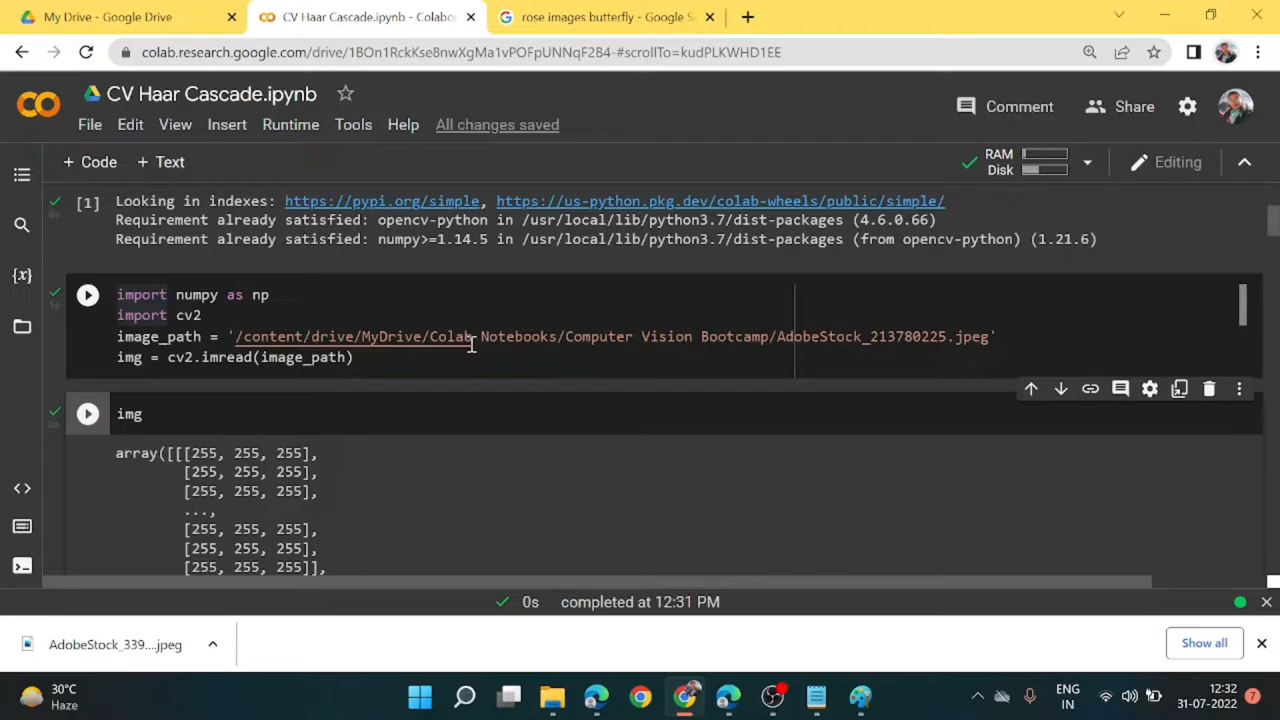 My Drive - Google Drive
CV Haar Cascade.ipynb - Colabor
rose images butterfly - Google Se
colab.research.google.com/drive/1BOn1RckKse8nwXgMa1vPOFpUNNqF2B4-#scrollTo=kudPLKWHD1EE
CV Haar Cascade.ipynb
Comment
Share
File Edit View Insert Runtime Tools Help All changes saved
+ Code + Text
RAM
Disk
Editing
[1] Looking in indexes: https://pypi.org/simple, https://us-python.pkg.dev/colab-wheels/public/simple/
0s
Requirement already satisfied: opencv-python in /usr/local/lib/python3.7/dist-packages (4.6.0.66)
Requirement already satisfied: numpy>=1.14.5 in /usr/local/lib/python3.7/dist-packages (from opencv-python) (1.21.6)
import numpy as np
1s
import cv2
image_path = '/content/drive/MyDrive/Colab Notebooks/Computer Vision Bootcamp/AdobeStock_213780225.jpeg'
img = cv2.imread(image_path)
img
0s
array([[[255, 255, 255],
[255, 255, 255],
[255, 255, 255],
...,
[255, 255, 255],
[255, 255, 255],
[255, 255, 255]],
0s completed at 12:31 PM
AdobeStock_339....jpeg
Show all
30°C
Haze
ENG
IN
12:32
31-07-2022
7